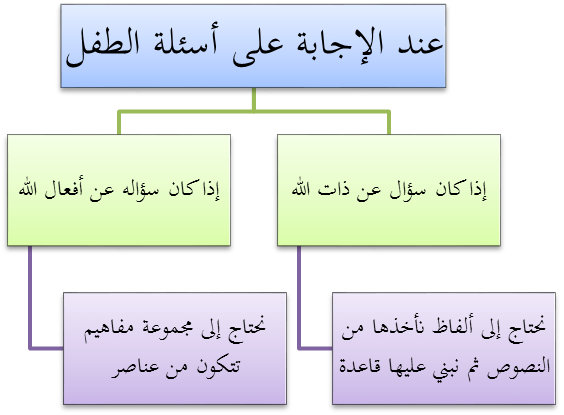 عند الإجابة على أسئلة الطفل
إذا كان سؤال عن ذات الله
إذا كان سؤاله عن أفعال الله
نحتاج إلى ألفاظ نأخذها من
النصوص ثم نبني عليها قاعدة
نحتاج إلى مجموعة مفاهيم
تتكون من عناصر